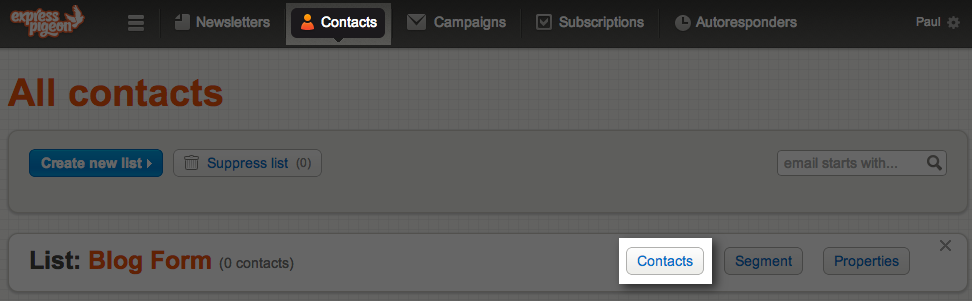 express pigeon
Newsletters Contacts Campaigns Subscriptions Autoresponders Paul
All contacts
Create new list Suppress list (0) email starts with...
List: Blog Form (0 contacts) Contacts Segment Properties